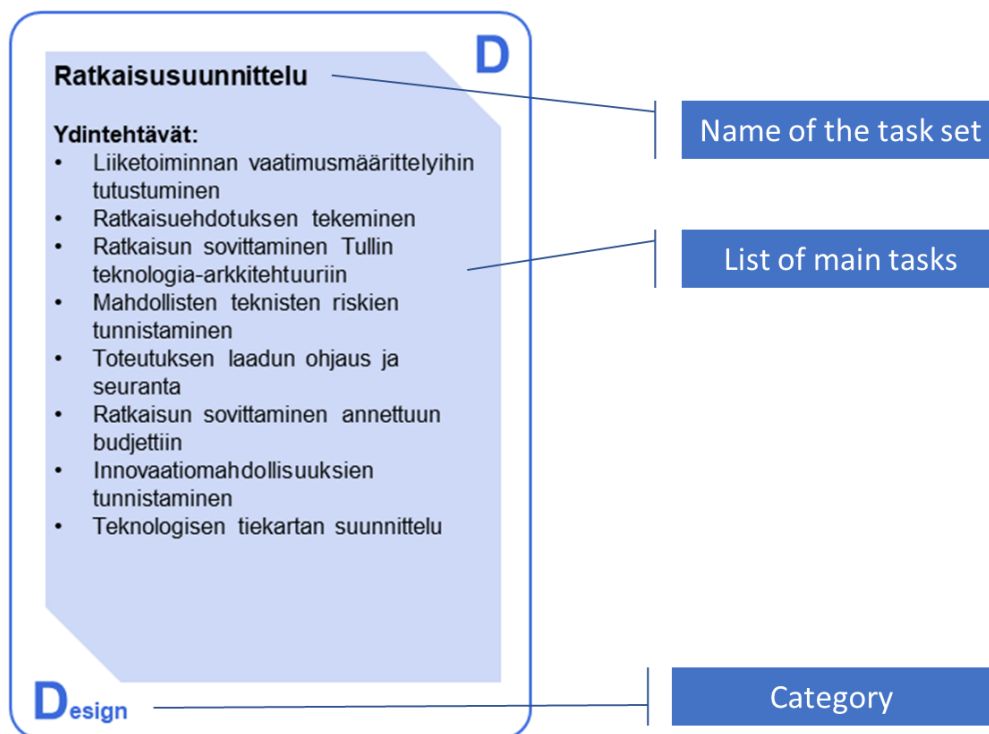 D
Ratkaisusuunnittelu
Ydintehtävät:
• Liiketoiminnan vaatimusmäärittelyihin
tutustuminen
• Ratkaisuehdotuksen tekeminen
• Ratkaisun sovittaminen Tullin
teknologia-arkkitehtuuriin
• Mahdollisten teknisten riskien
tunnistaminen
• Toteutuksen laadun ohjaus ja
seuranta
• Ratkaisun sovittaminen annettuun
budjettiin
• Innovaatiomahdollisuuksien
tunnistaminen
• Teknologisen tiekartan suunnittelu
Design
Name of the task set
List of main tasks
Category